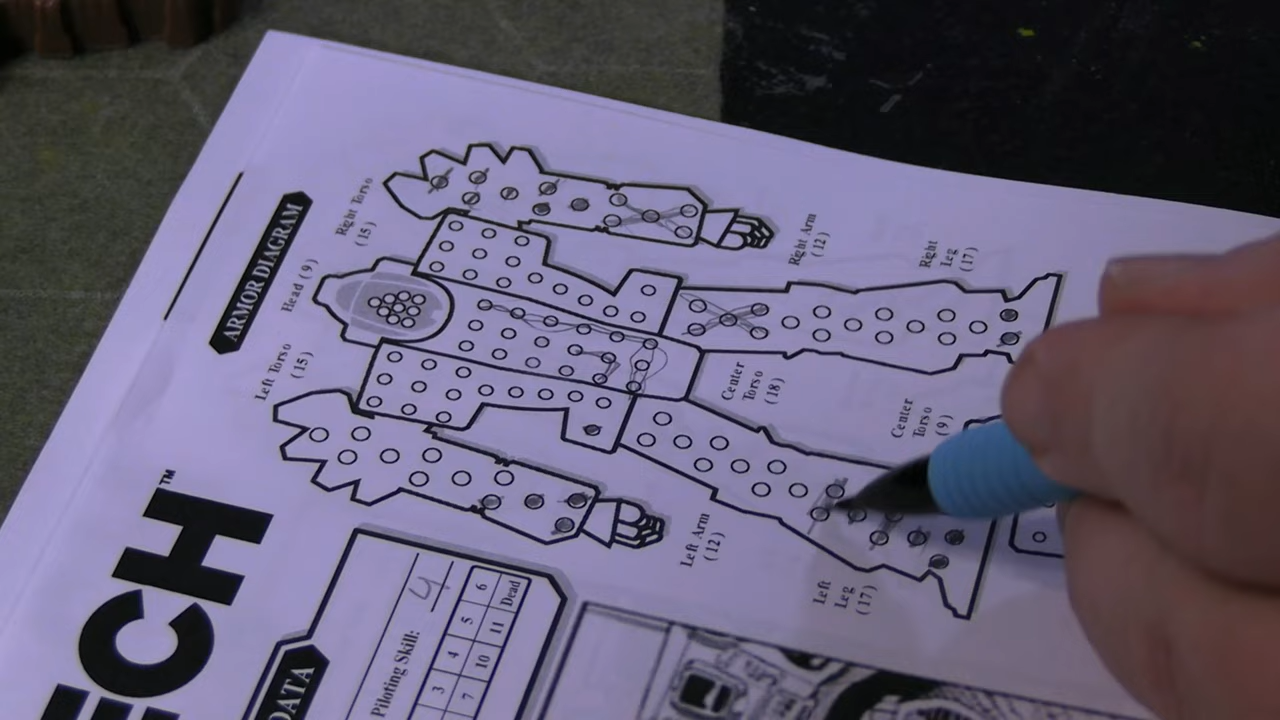 ARMOR DIAGRAM
Right Torso
(15)
Head (9)
Left Torso
(15)
Right Arm
(12)
Right
Leg
(17)
Center
Torso
(18)
Center
Torso
(9)
Left Arm
(12)
Left
Leg
(17)
ECH™
DATA
Piloting Skill: 4
3 4 5 6
7 10 11 Dead